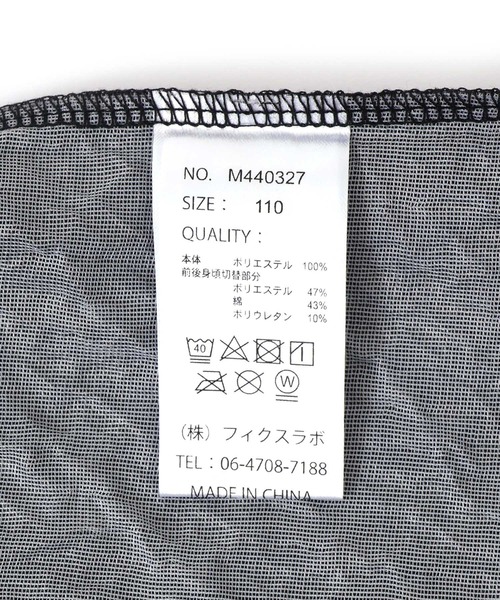 NO. M440327
SIZE： 110
QUALITY：
本体 ポリエステル 100%
前後身頃切替部分
ポリエステル 47%
綿 43%
ポリウレタン 10%
40
W
（株）フィクスラボ
TEL：06-4708-7188
MADE IN CHINA